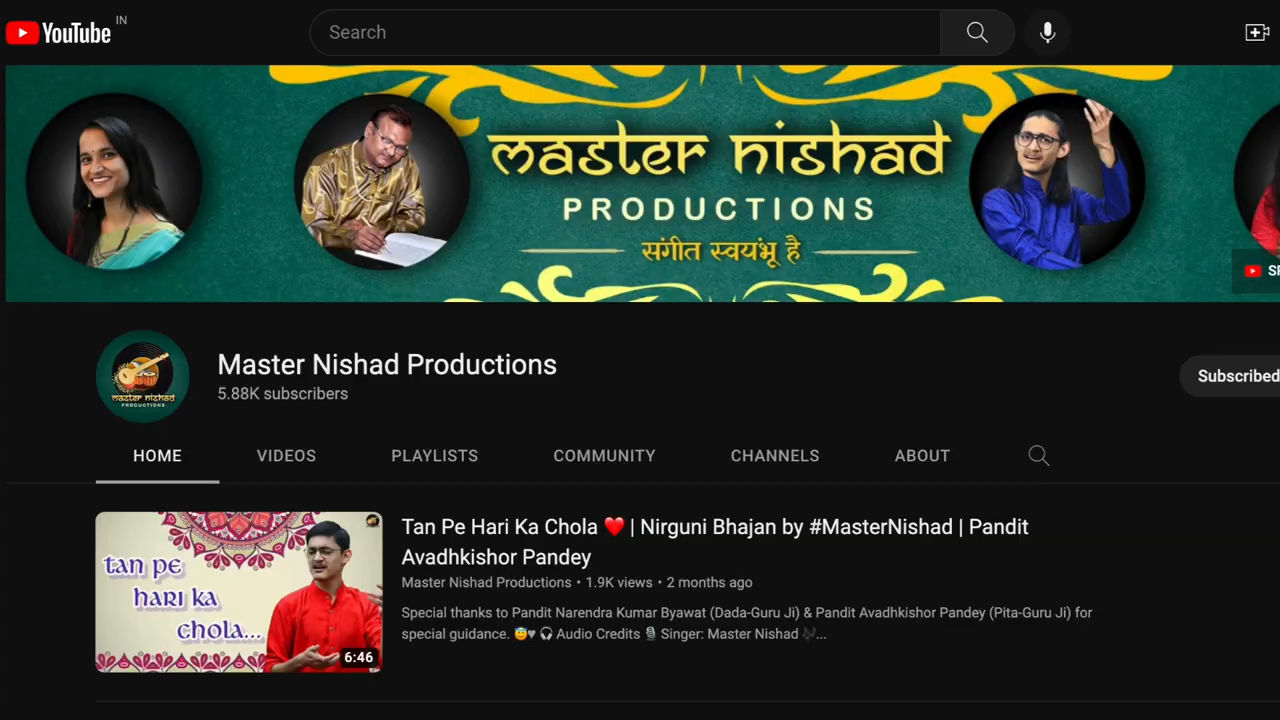 YouTube IN
Search
master nishad
PRODUCTIONS
संगीत स्वयंभू है
Master Nishad Productions
5.88K subscribers
Subscribed
master nishad
PRODUCTIONS
HOME VIDEOS PLAYLISTS COMMUNITY CHANNELS ABOUT
tan pe
hari ka
chola...
6:46
Tan Pe Hari Ka Chola ❤️ | Nirguni Bhajan by #MasterNishad | Pandit
Avadhkishor Pandey
Master Nishad Productions • 1.9K views • 2 months ago
Special thanks to Pandit Narendra Kumar Byawat (Dada-Guru Ji) & Pandit Avadhkishor Pandey (Pita-Guru Ji) for
special guidance. 😇♥ 🎧 Audio Credits 🎙 Singer: Master Nishad 🎶...